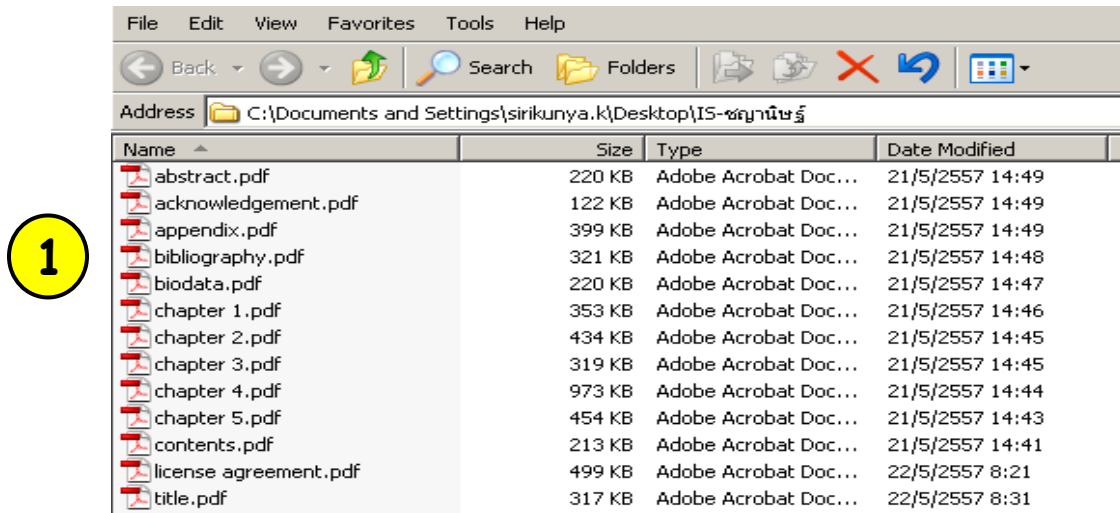 File Edit View Favorites Tools Help
Back Search Folders
Address C:\Documents and Settings\sirikunya.k\Desktop\IS-ชญานิษฐ์
Name Size Type Date Modified
abstract.pdf 220 KB Adobe Acrobat Doc... 21/5/2557 14:49
acknowledgement.pdf 122 KB Adobe Acrobat Doc... 21/5/2557 14:49
appendix.pdf 399 KB Adobe Acrobat Doc... 21/5/2557 14:49
1
bibliography.pdf 321 KB Adobe Acrobat Doc... 21/5/2557 14:48
biodata.pdf 220 KB Adobe Acrobat Doc... 21/5/2557 14:47
chapter 1.pdf 353 KB Adobe Acrobat Doc... 21/5/2557 14:46
chapter 2.pdf 434 KB Adobe Acrobat Doc... 21/5/2557 14:45
chapter 3.pdf 319 KB Adobe Acrobat Doc... 21/5/2557 14:45
chapter 4.pdf 973 KB Adobe Acrobat Doc... 21/5/2557 14:44
chapter 5.pdf 454 KB Adobe Acrobat Doc... 21/5/2557 14:43
contents.pdf 213 KB Adobe Acrobat Doc... 21/5/2557 14:41
license agreement.pdf 499 KB Adobe Acrobat Doc... 22/5/2557 8:21
title.pdf 317 KB Adobe Acrobat Doc... 22/5/2557 8:31